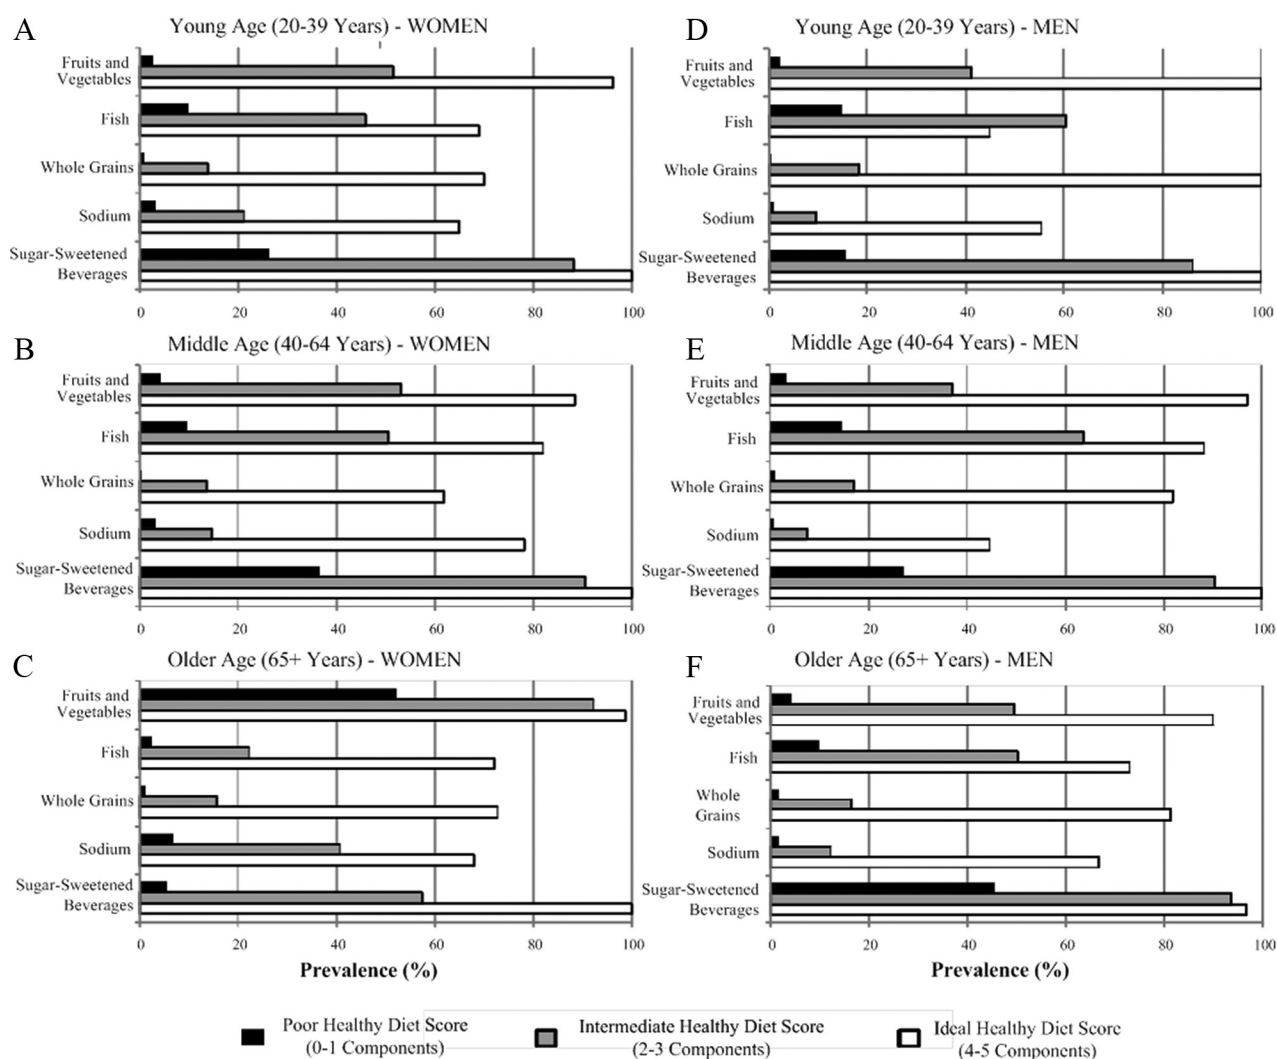 A
Young Age (20-39 Years) - WOMEN
Fruits and
Vegetables
Fish
Whole Grains
Sodium
Sugar-Sweetened
Beverages
0 20 40 60 80 100
B
Middle Age (40-64 Years) - WOMEN
Fruits and
Vegetables
Fish
Whole Grains
Sodium
Sugar-Sweetened
Beverages
0 20 40 60 80 100
C
Older Age (65+ Years) - WOMEN
Fruits and
Vegetables
Fish
Whole Grains
Sodium
Sugar-Sweetened
Beverages
0 20 40 60 80 100
Prevalence (%)
D
Young Age (20-39 Years) - MEN
Fruits and
Vegetables
Fish
Whole Grains
Sodium
Sugar-Sweetened
Beverages
0 20 40 60 80 100
E
Middle Age (40-64 Years) - MEN
Fruits and
Vegetables
Fish
Whole Grains
Sodium
Sugar-Sweetened
Beverages
0 20 40 60 80 100
F
Older Age (65+ Years) - MEN
Fruits and
Vegetables
Fish
Whole
Grains
Sodium
Sugar-Sweetened
Beverages
0 20 40 60 80 100
Prevalence (%)
Poor Healthy Diet Score
(0-1 Components)
Intermediate Healthy Diet Score
(2-3 Components)
Ideal Healthy Diet Score
(4-5 Components)